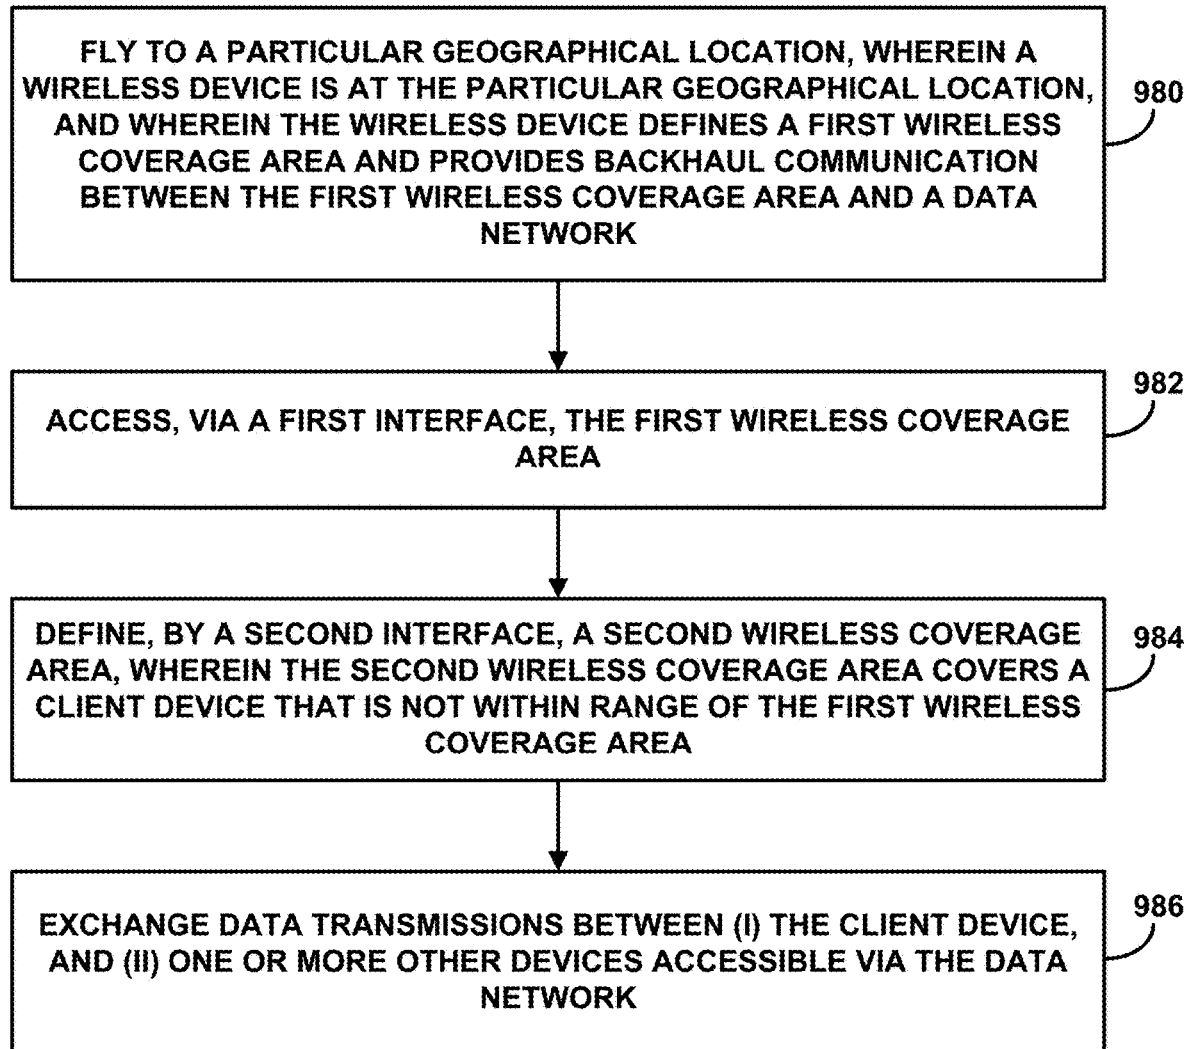 FLY TO A PARTICULAR GEOGRAPHICAL LOCATION, WHEREIN A
WIRELESS DEVICE IS AT THE PARTICULAR GEOGRAPHICAL LOCATION,
AND WHEREIN THE WIRELESS DEVICE DEFINES A FIRST WIRELESS
COVERAGE AREA AND PROVIDES BACKHAUL COMMUNICATION
BETWEEN THE FIRST WIRELESS COVERAGE AREA AND A DATA
NETWORK
980
ACCESS, VIA A FIRST INTERFACE, THE FIRST WIRELESS COVERAGE
AREA
982
DEFINE, BY A SECOND INTERFACE, A SECOND WIRELESS COVERAGE
AREA, WHEREIN THE SECOND WIRELESS COVERAGE AREA COVERS A
CLIENT DEVICE THAT IS NOT WITHIN RANGE OF THE FIRST WIRELESS
COVERAGE AREA
984
EXCHANGE DATA TRANSMISSIONS BETWEEN (I) THE CLIENT DEVICE,
AND (II) ONE OR MORE OTHER DEVICES ACCESSIBLE VIA THE DATA
NETWORK
986